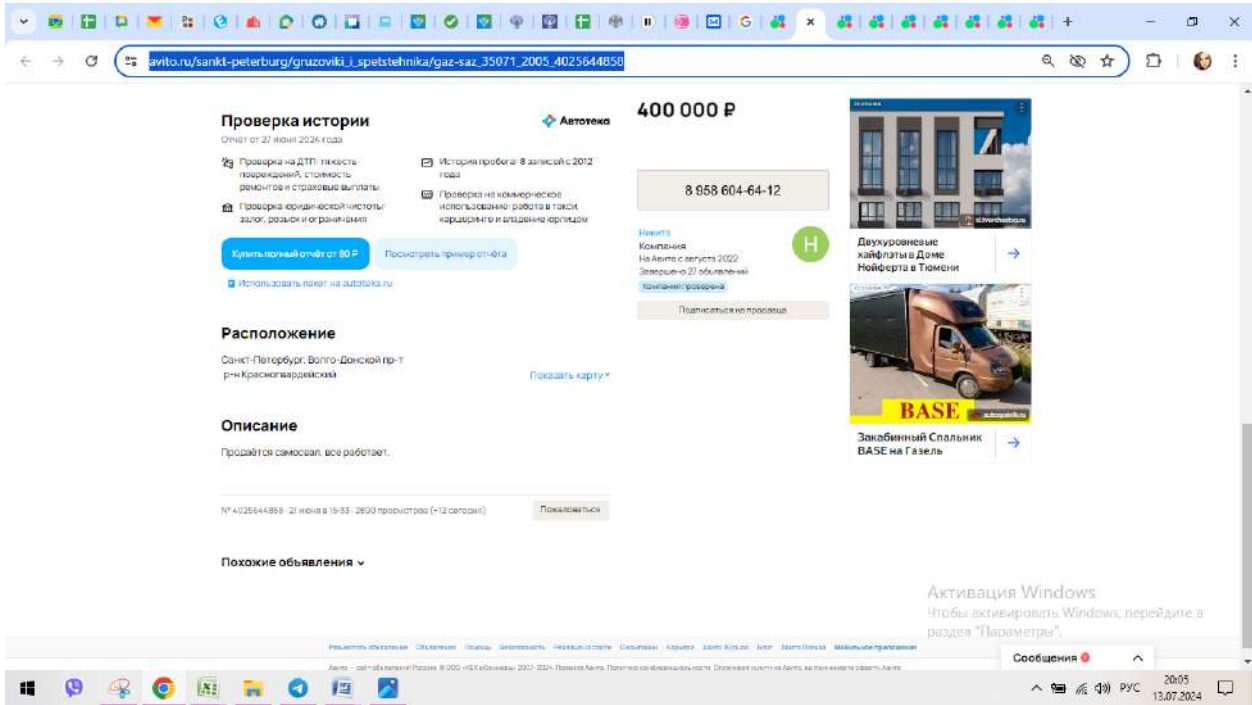 avito.ru/sankt-peterburg/gruzoviki_i_spetstehnika/gaz-saz_35071_2005_4025644858
Проверка истории
Автотека
Отчёт от 27 июня 2024 года
Проверка на ДТП: тяжесть
повреждений, стоимость
ремонтов и страховые выплаты
Проверка юридической чистоты:
залог, розыск и ограничения
История пробега: 8 записей с 2012
года
Проверка на коммерческое
использование: работа в такси,
каршеринге и владение юрлицом
Купить полный отчёт от 80 ₽
Посмотреть пример отчёта
Использовать пакет на autoteka.ru
Расположение
Санкт-Петербург, Волго-Донской пр-т
р-н Красногвардейский
Показать карту
Описание
Продаётся самосвал, все работает.
№ 4025644858 · 21 июня в 15:33 · 2890 просмотров (+12 сегодня)
Пожаловаться
Похожие объявления
400 000 ₽
8 958 604-64-12
Никита
Компания
На Авито с августа 2022
Завершено 27 объявлений
Компания проверена
Подписаться на продавца
Н
Двухуровневые
хайфлэты в Доме
Нойферта в Тюмени
BASE
Закабинный Спальник
BASE на Газель
Активация Windows
Чтобы активировать Windows, перейдите в
раздел "Параметры".
Сообщения
РУС
20:05
13.07.2024